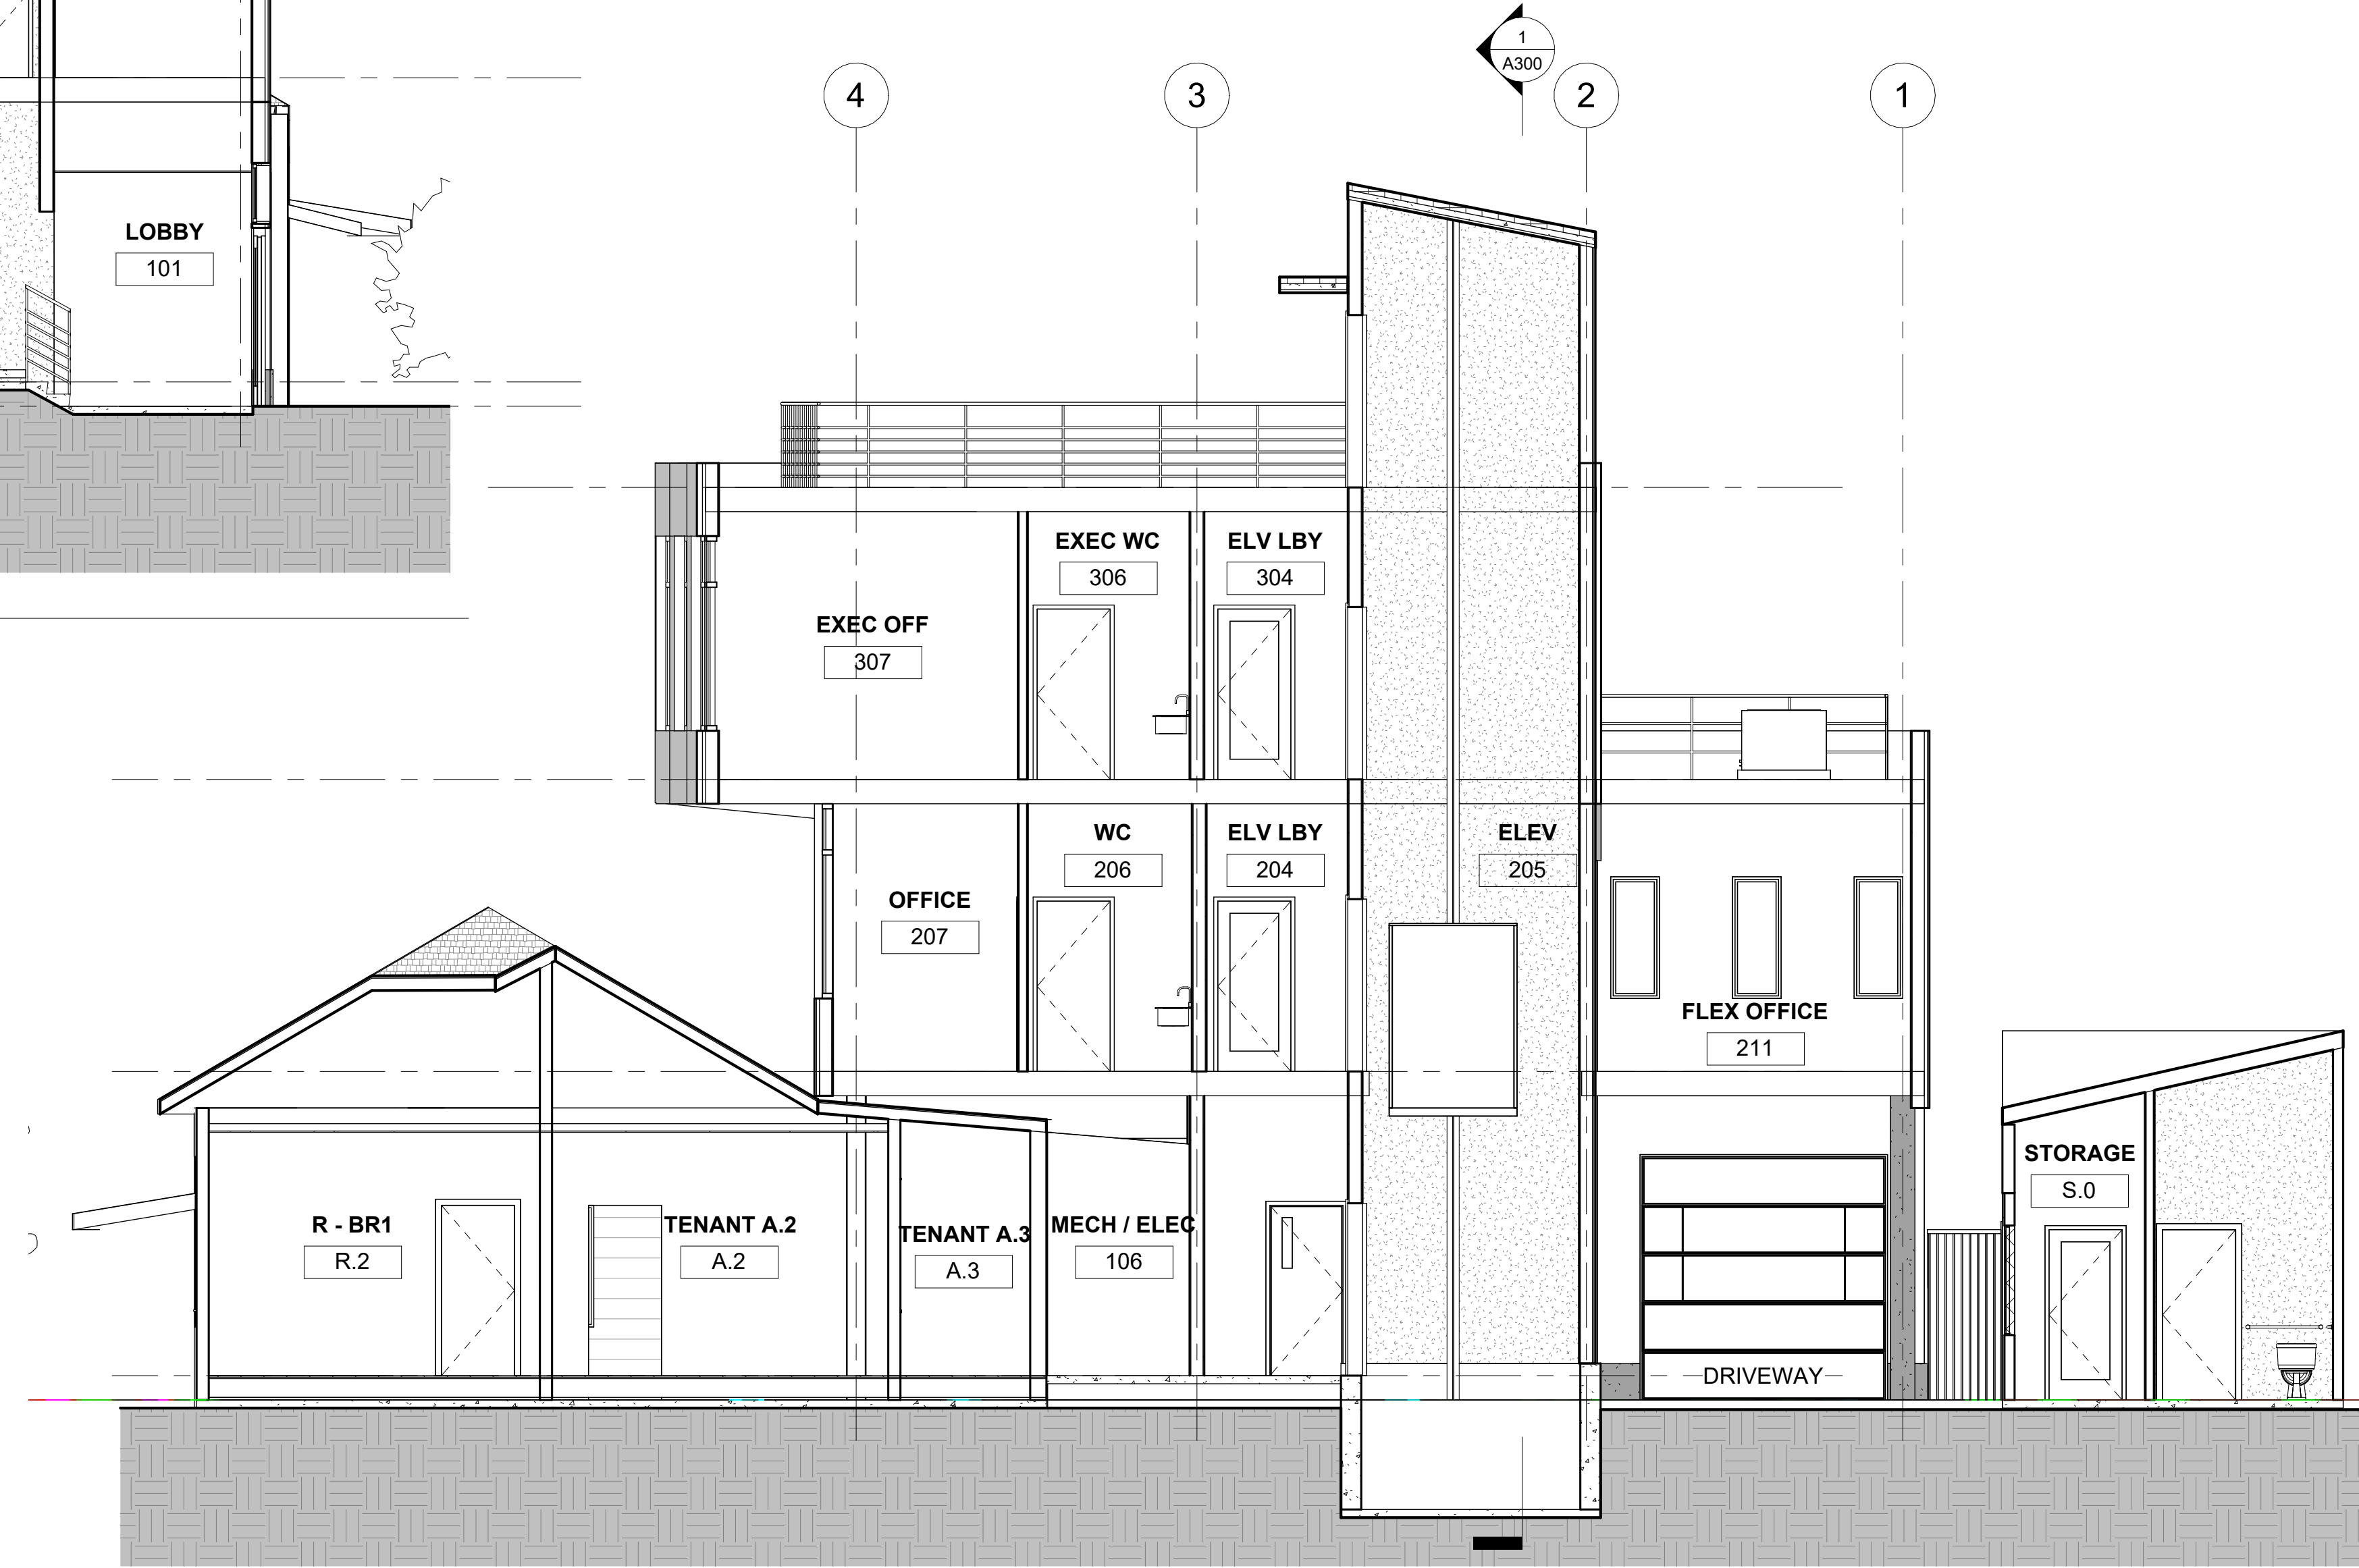 1
A300
4
3
2
1
LOBBY
101
EXEC WC
306
ELV LBY
304
EXEC OFF
307
WC
206
ELV LBY
204
ELEV
205
OFFICE
207
FLEX OFFICE
211
STORAGE
S.0
R - BR1
R.2
TENANT A.2
A.2
TENANT A.3
A.3
MECH / ELEC
106
DRIVEWAY